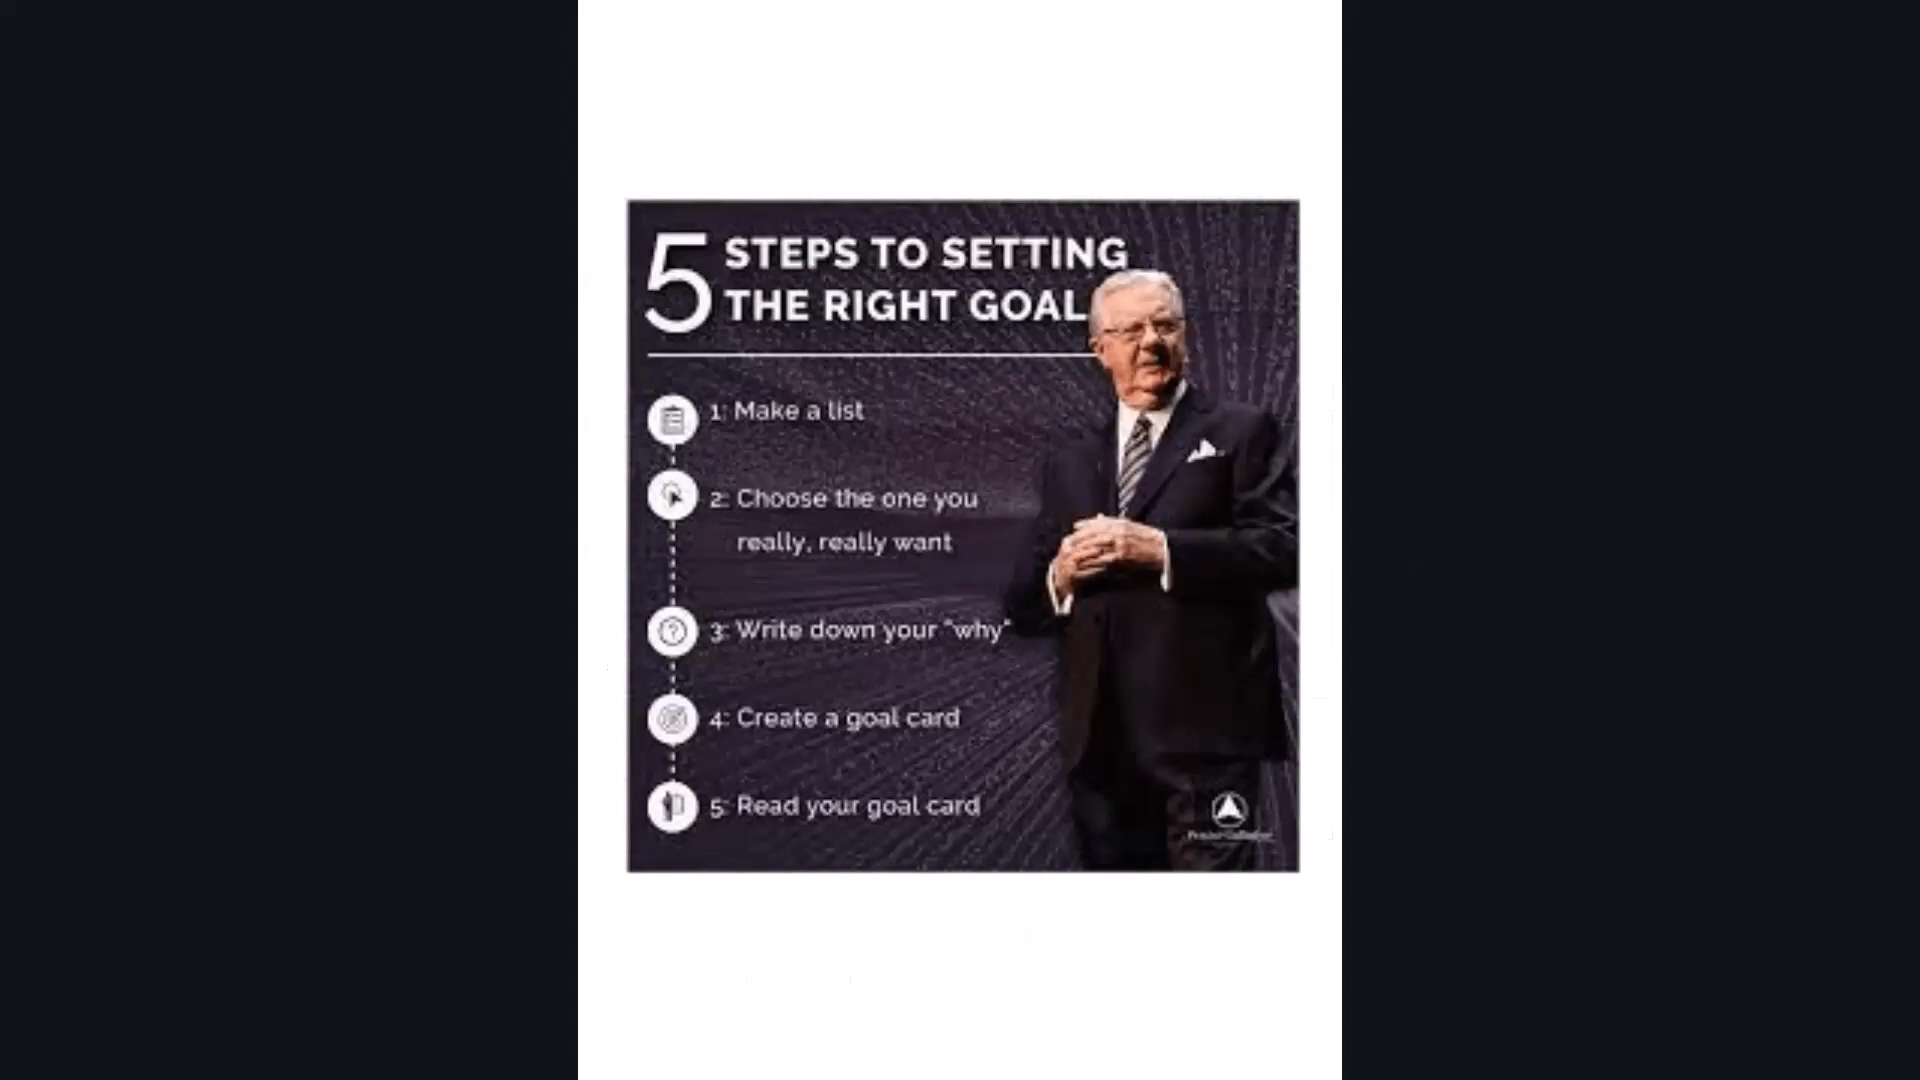 5 STEPS TO SETTING
THE RIGHT GOAL
1: Make a list
2: Choose the one you
really, really want
3: Write down your "why"
4: Create a goal card
5: Read your goal card